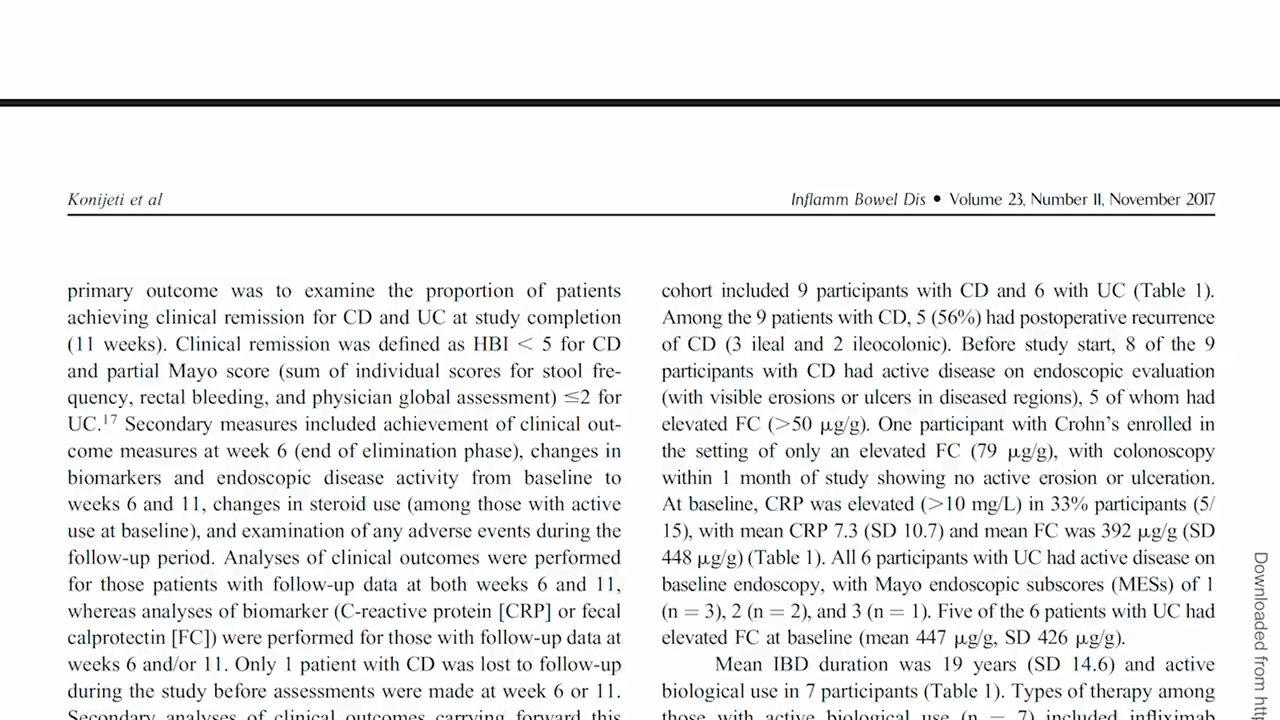 Konijeti et al
Inflamm Bowel Dis • Volume 23, Number 11, November 2017
primary outcome was to examine the proportion of patients
achieving clinical remission for CD and UC at study completion
(11 weeks). Clinical remission was defined as HBI < 5 for CD
and partial Mayo score (sum of individual scores for stool fre-
quency, rectal bleeding, and physician global assessment) ≤2 for
UC.17 Secondary measures included achievement of clinical out-
come measures at week 6 (end of elimination phase), changes in
biomarkers and endoscopic disease activity from baseline to
weeks 6 and 11, changes in steroid use (among those with active
use at baseline), and examination of any adverse events during the
follow-up period. Analyses of clinical outcomes were performed
for those patients with follow-up data at both weeks 6 and 11,
whereas analyses of biomarker (C-reactive protein [CRP] or fecal
calprotectin [FC]) were performed for those with follow-up data at
weeks 6 and/or 11. Only 1 patient with CD was lost to follow-up
during the study before assessments were made at week 6 or 11.
Secondary analyses of clinical outcomes carrying forward this
cohort included 9 participants with CD and 6 with UC (Table 1).
Among the 9 patients with CD, 5 (56%) had postoperative recurrence
of CD (3 ileal and 2 ileocolonic). Before study start, 8 of the 9
participants with CD had active disease on endoscopic evaluation
(with visible erosions or ulcers in diseased regions), 5 of whom had
elevated FC (>50 μg/g). One participant with Crohn's enrolled in
the setting of only an elevated FC (79 μg/g), with colonoscopy
within 1 month of study showing no active erosion or ulceration.
At baseline, CRP was elevated (>10 mg/L) in 33% participants (5/
15), with mean CRP 7.3 (SD 10.7) and mean FC was 392 μg/g (SD
448 μg/g) (Table 1). All 6 participants with UC had active disease on
baseline endoscopy, with Mayo endoscopic subscores (MESs) of 1
(n = 3), 2 (n = 2), and 3 (n = 1). Five of the 6 patients with UC had
elevated FC at baseline (mean 447 μg/g, SD 426 μg/g).
Mean IBD duration was 19 years (SD 14.6) and active
biological use in 7 participants (Table 1). Types of therapy among
those with active biological use (n = 7) included infliximab
Downloaded from htt